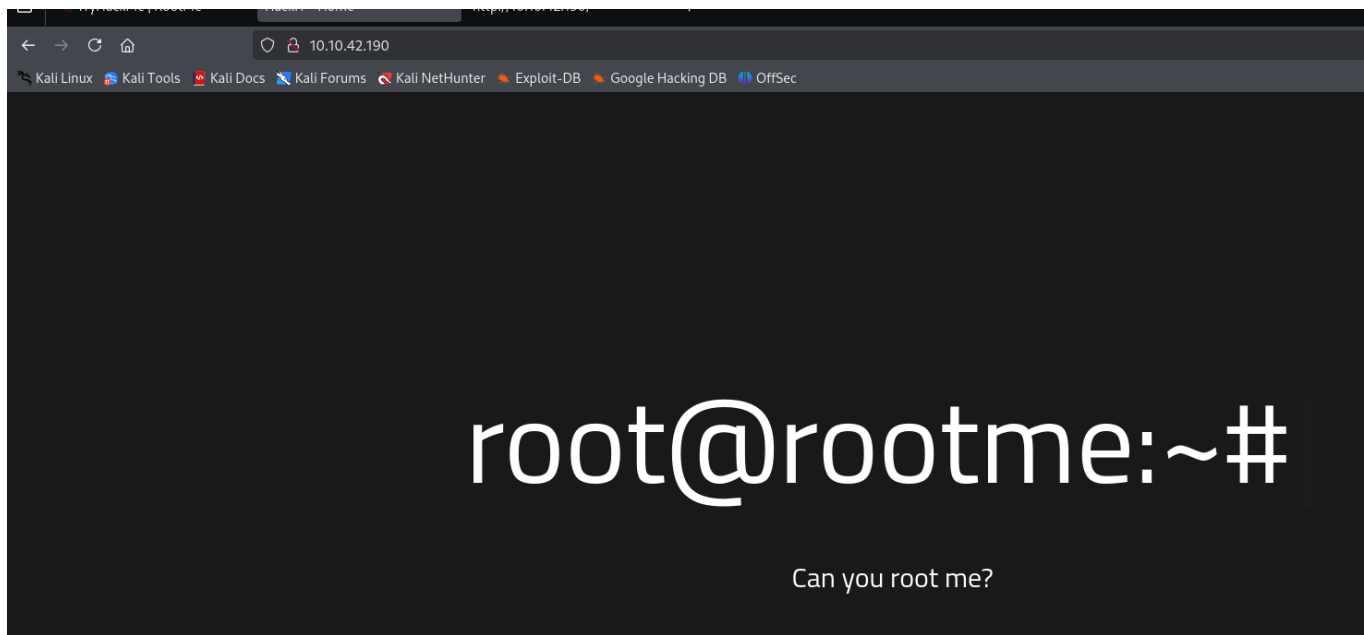 10.10.42.190
Kali Linux Kali Tools Kali Docs Kali Forums Kali NetHunter Exploit-DB Google Hacking DB OffSec
root@rootme:~#
Can you root me?